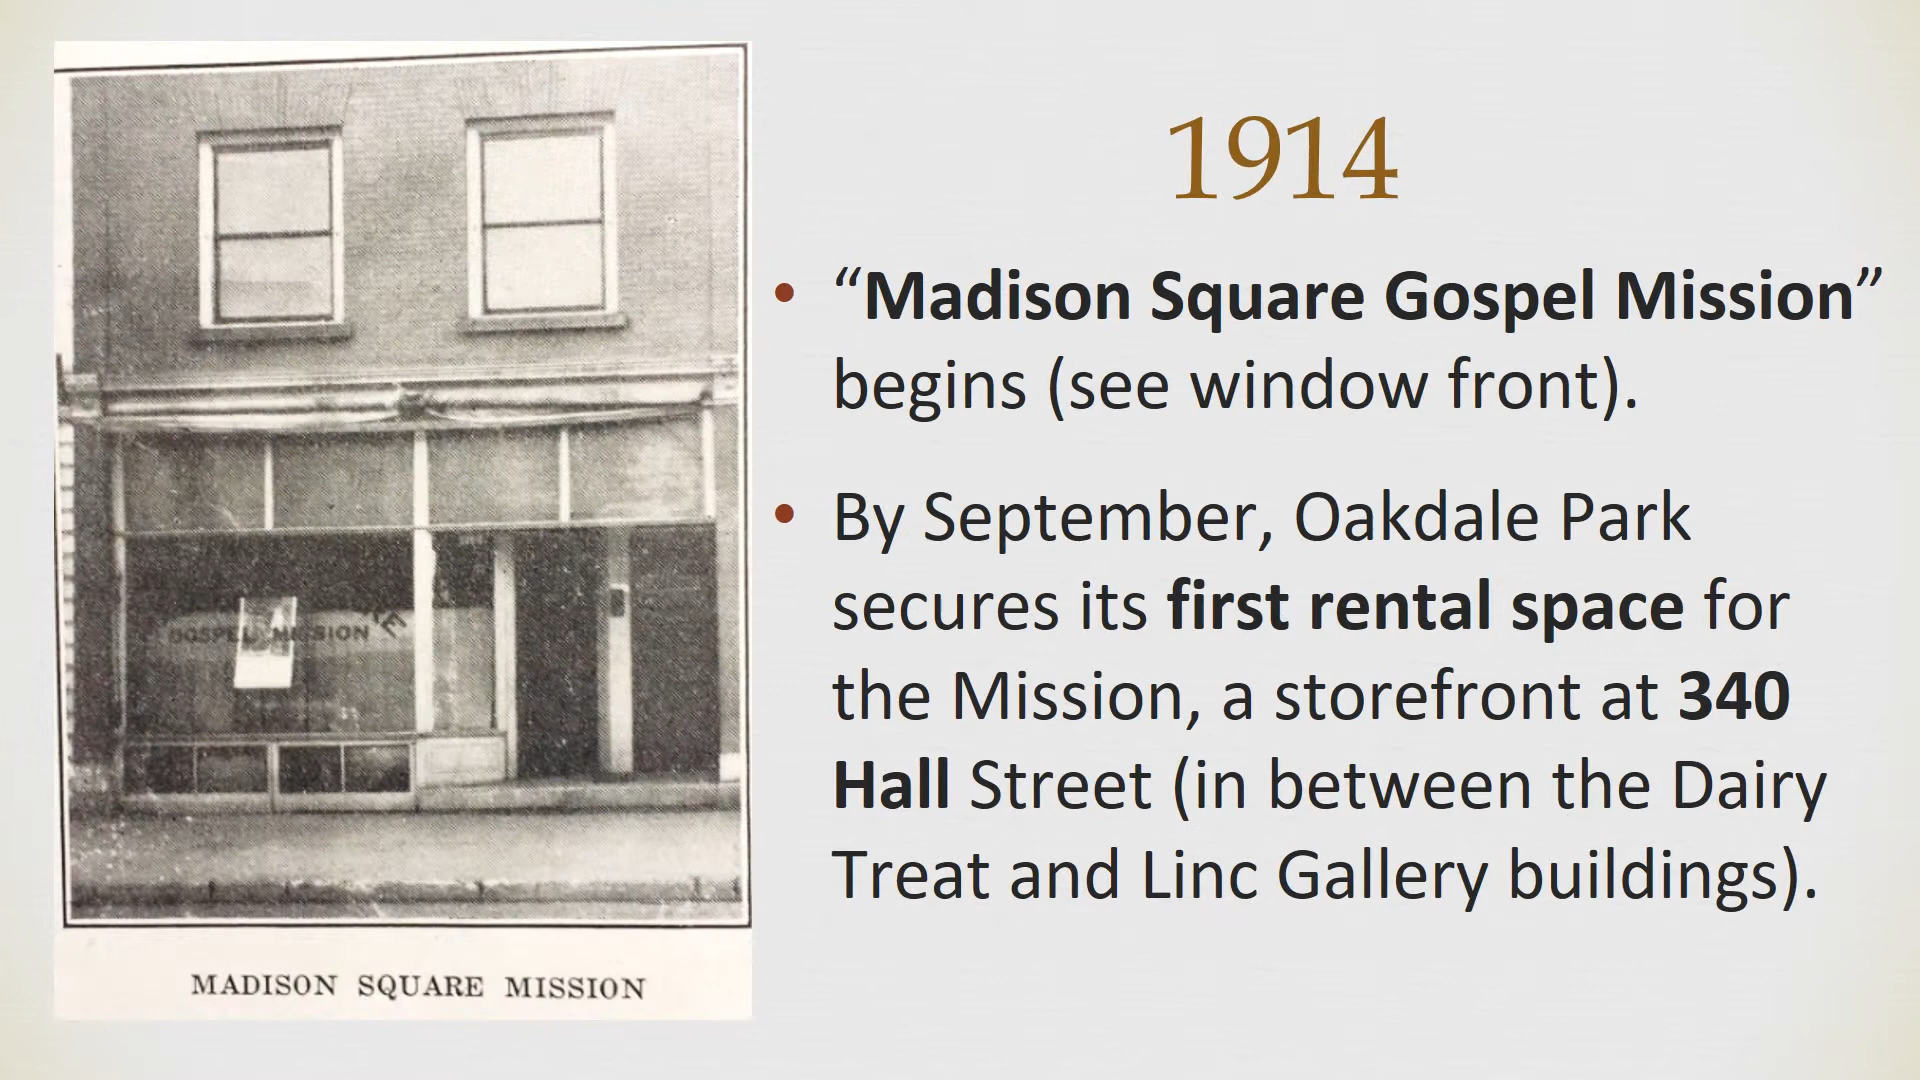 1914
“Madison Square Gospel Mission”
begins (see window front).
By September, Oakdale Park
secures its first rental space for
the Mission, a storefront at 340
Hall Street (in between the Dairy
Treat and Linc Gallery buildings).
GOSPEL MISSION
MADISON SQUARE MISSION